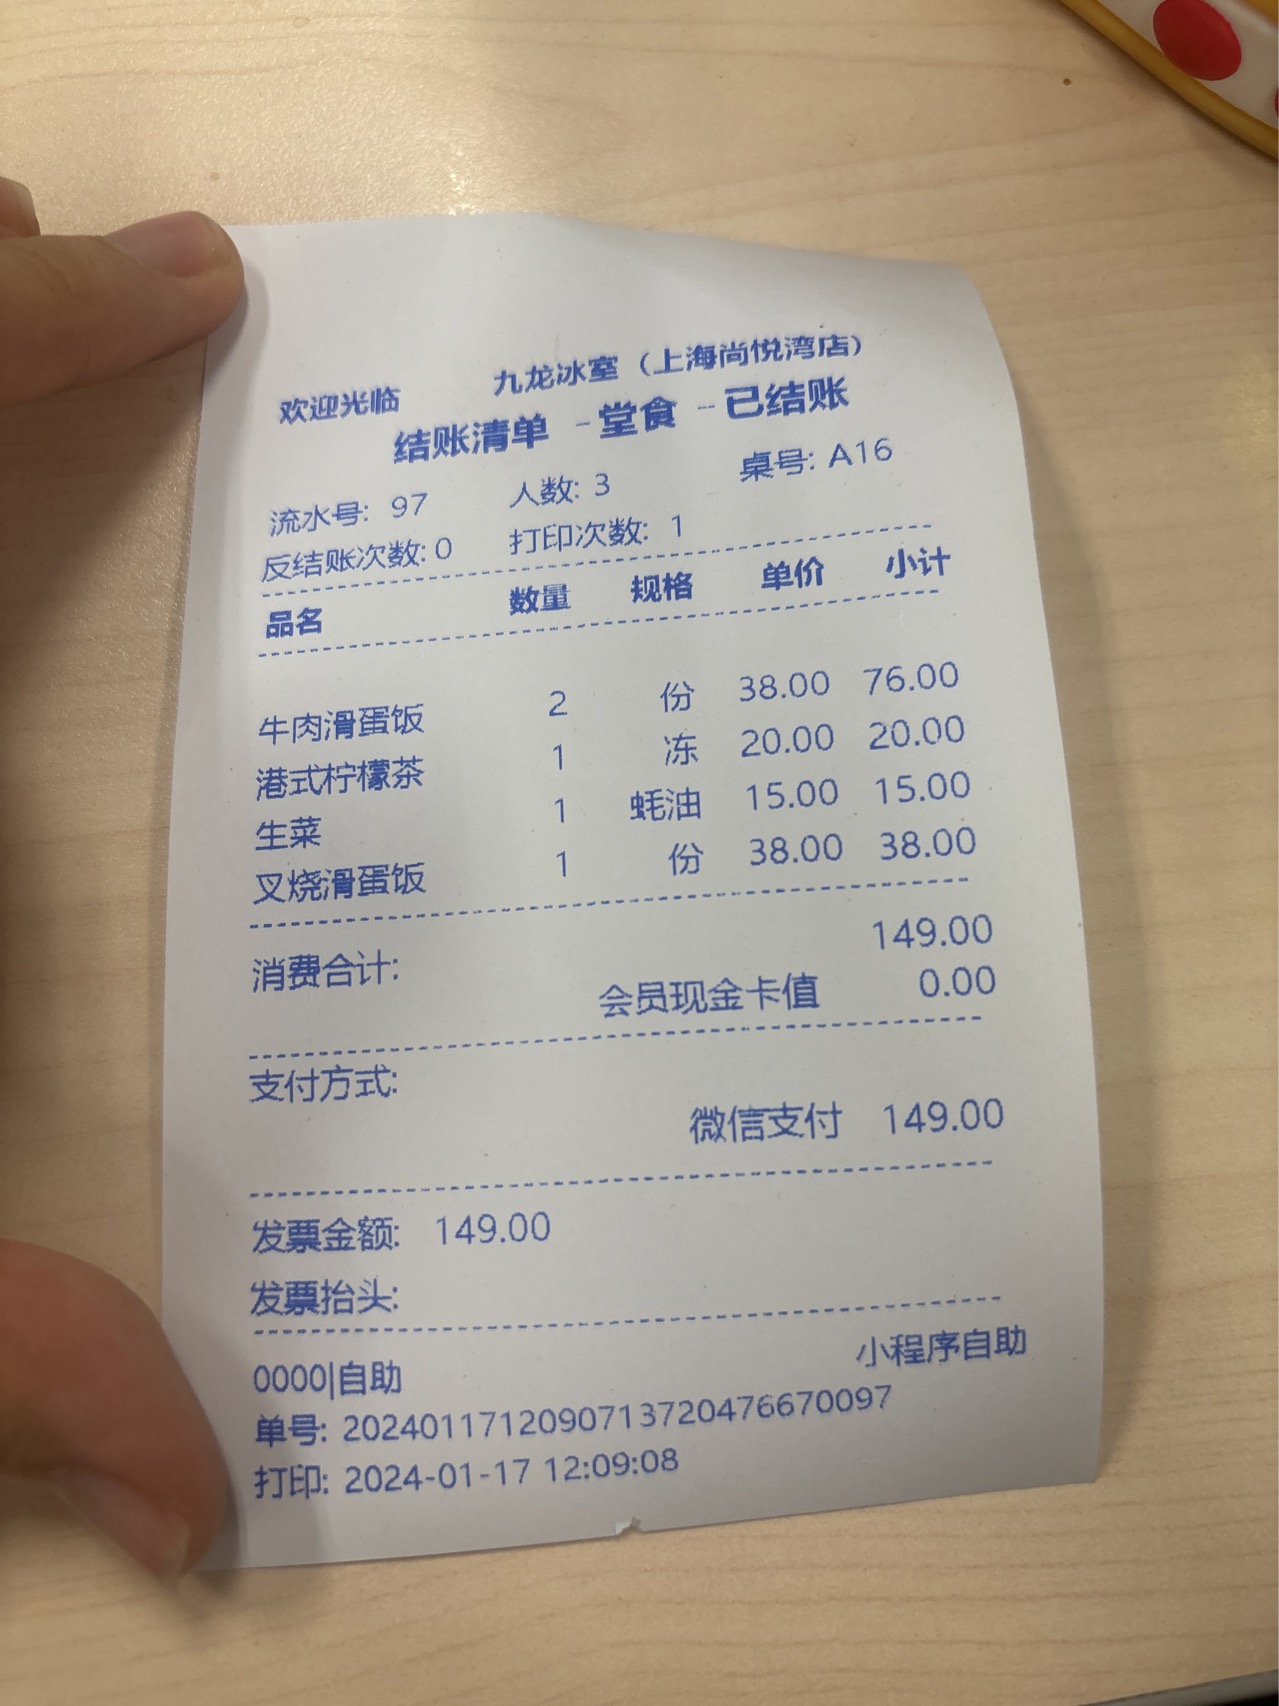 欢迎光临 九龙冰室（上海尚悦湾店）
结账清单 -堂食 -已结账
流水号: 97 人数: 3 桌号: A16
反结账次数: 0 打印次数: 1
品名 数量 规格 单价 小计
牛肉滑蛋饭 2 份 38.00 76.00
港式柠檬茶 1 冻 20.00 20.00
生菜 1 蚝油 15.00 15.00
叉烧滑蛋饭 1 份 38.00 38.00
消费合计: 149.00
会员现金卡值 0.00
支付方式:
微信支付 149.00
发票金额: 149.00
发票抬头:
0000|自助 小程序自助
单号: 20240117120907137204766​70097
打印: 2024-01-17 12:09:08